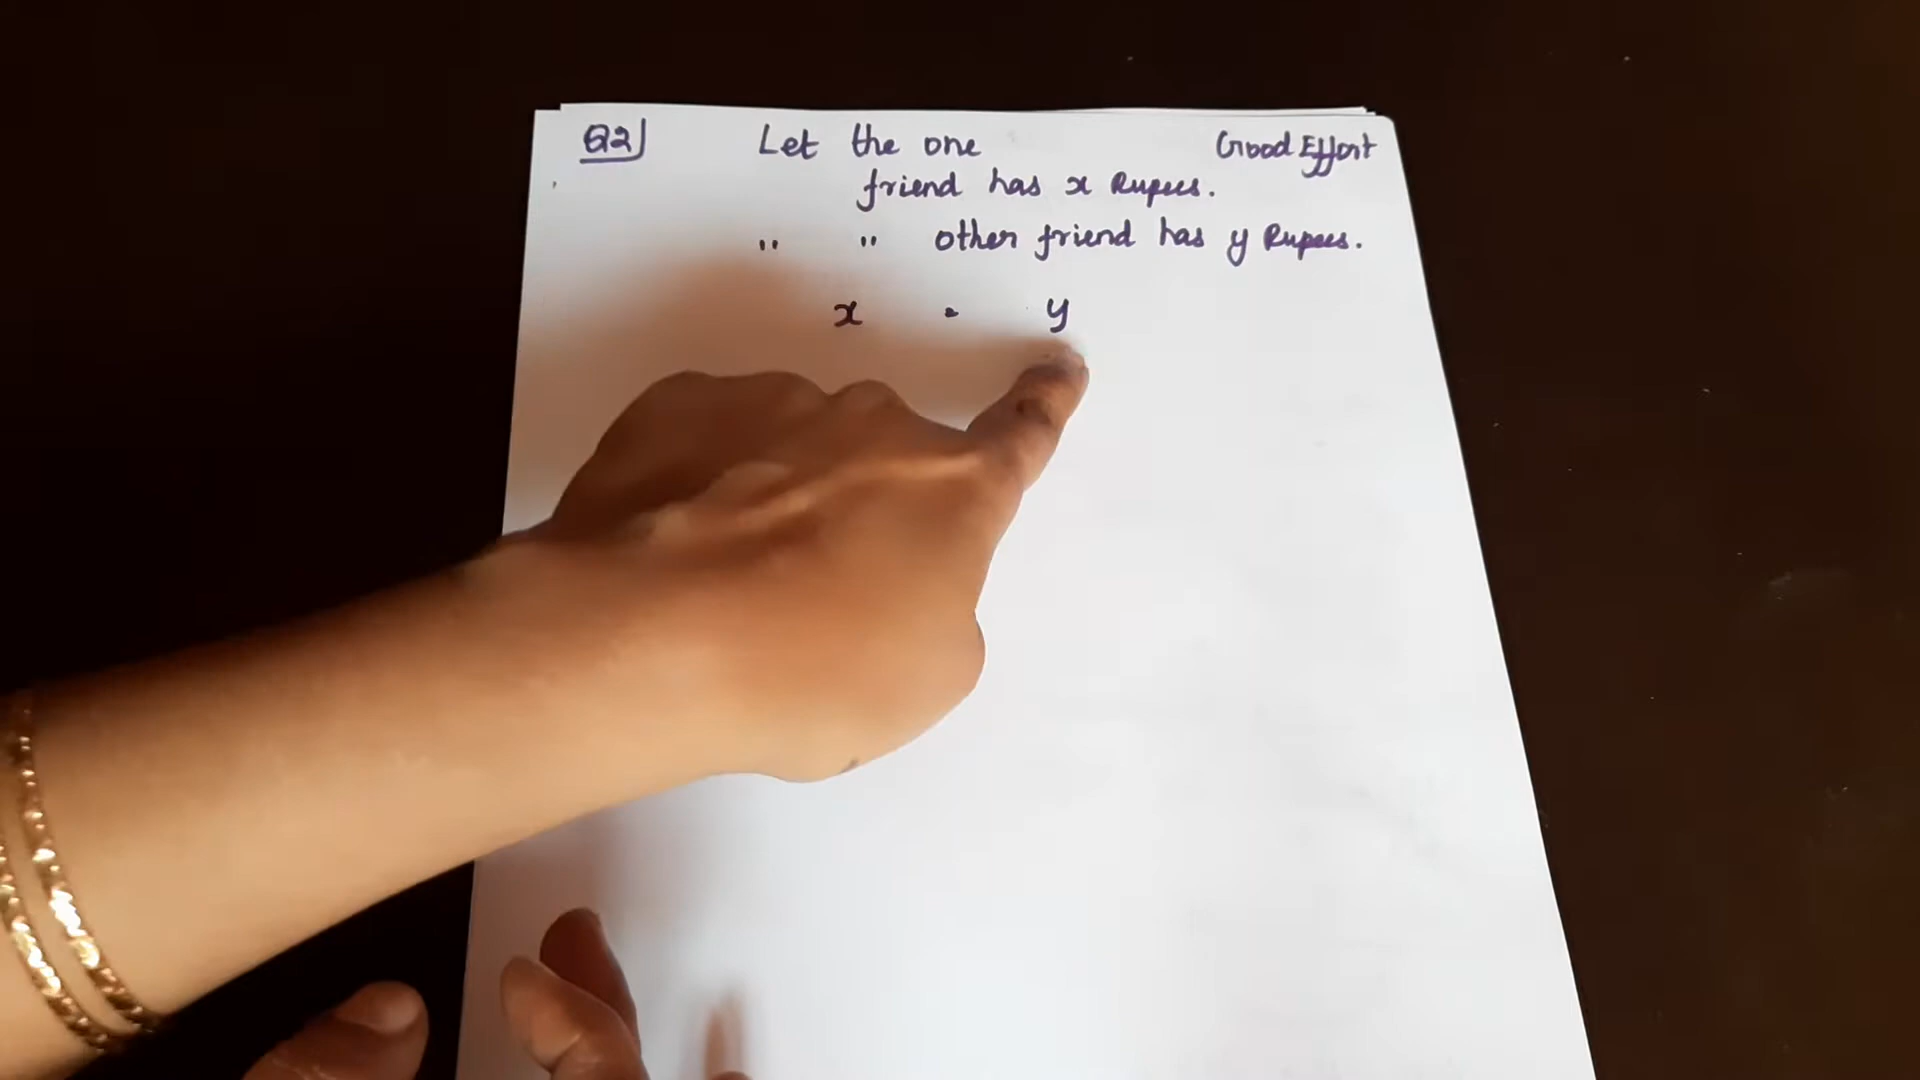 Q2 Let the one Good Effort
friend has x Rupees.
" " other friend has y Rupees.
x . y